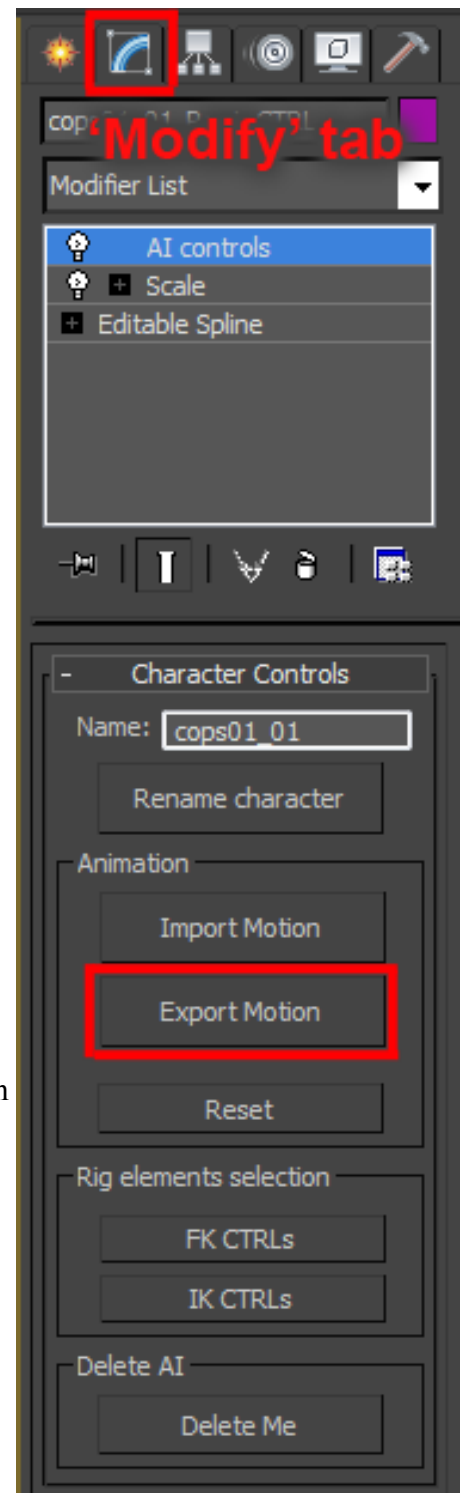 'Modify' tab
Modifier List
AI controls
Scale
Editable Spline
- Character Controls
Name: cops01_01
Rename character
Animation
Import Motion
Export Motion
Reset
Rig elements selection
FK CTRLs
IK CTRLs
Delete AI
Delete Me